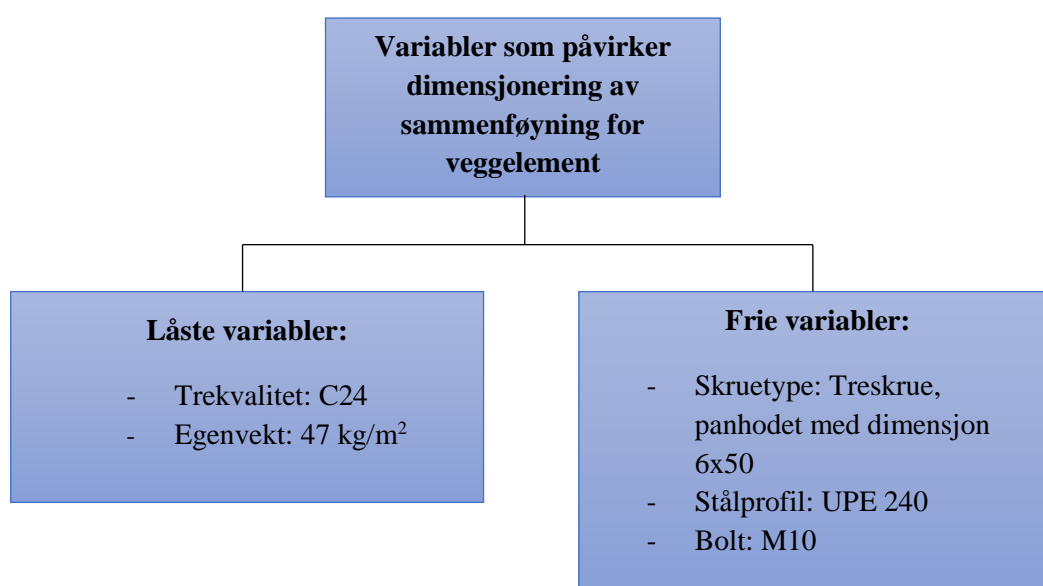 Variabler som påvirker
dimensjonering av
sammenføyning for
veggelement
Låste variabler:
- Trekvalitet: C24
- Egenvekt: 47 kg/m²
Frie variabler:
- Skruetype: Treskrue,
panhodet med dimensjon
6x50
- Stålprofil: UPE 240
- Bolt: M10